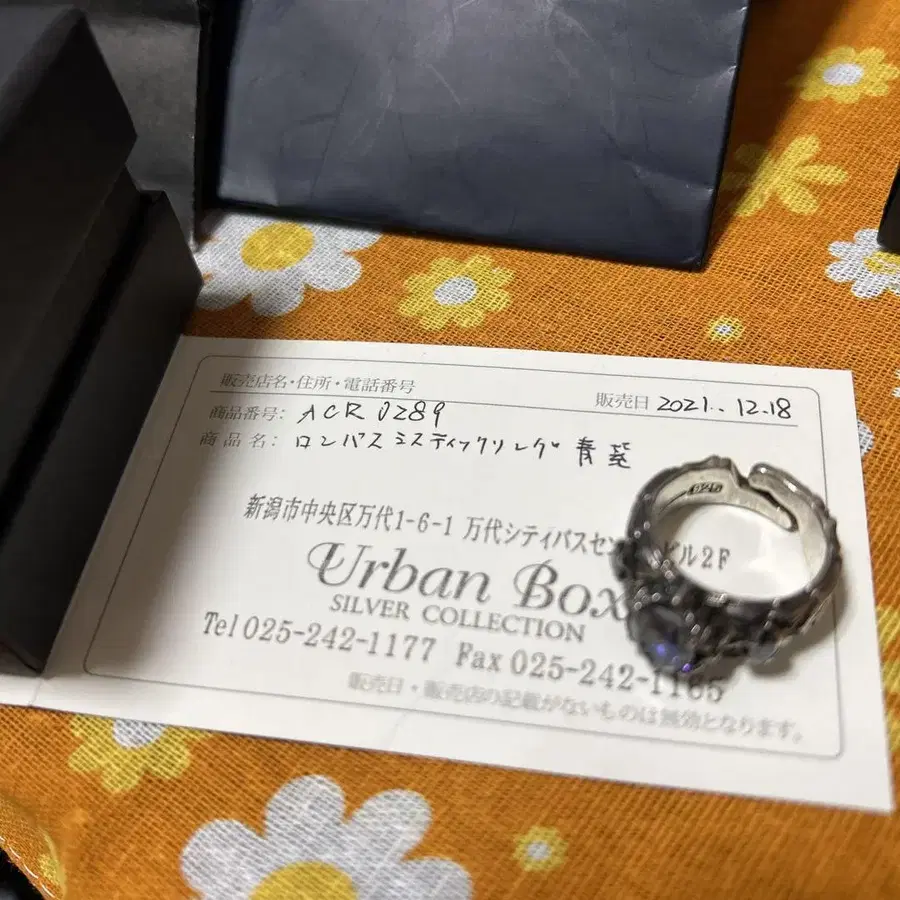 販売店名・住所・電話番号
販売日 2021. 12.18
商品番号: ACR0289
商品名: ロンバスミスティックリング 青紫
新潟市中央区万代1-6-1 万代シティバスセン ビル2F
Urban Box
SILVER COLLECTION
Tel 025-242-1177 Fax 025-242-1165
販売日・販売店の記載がないものは無効となります。
925